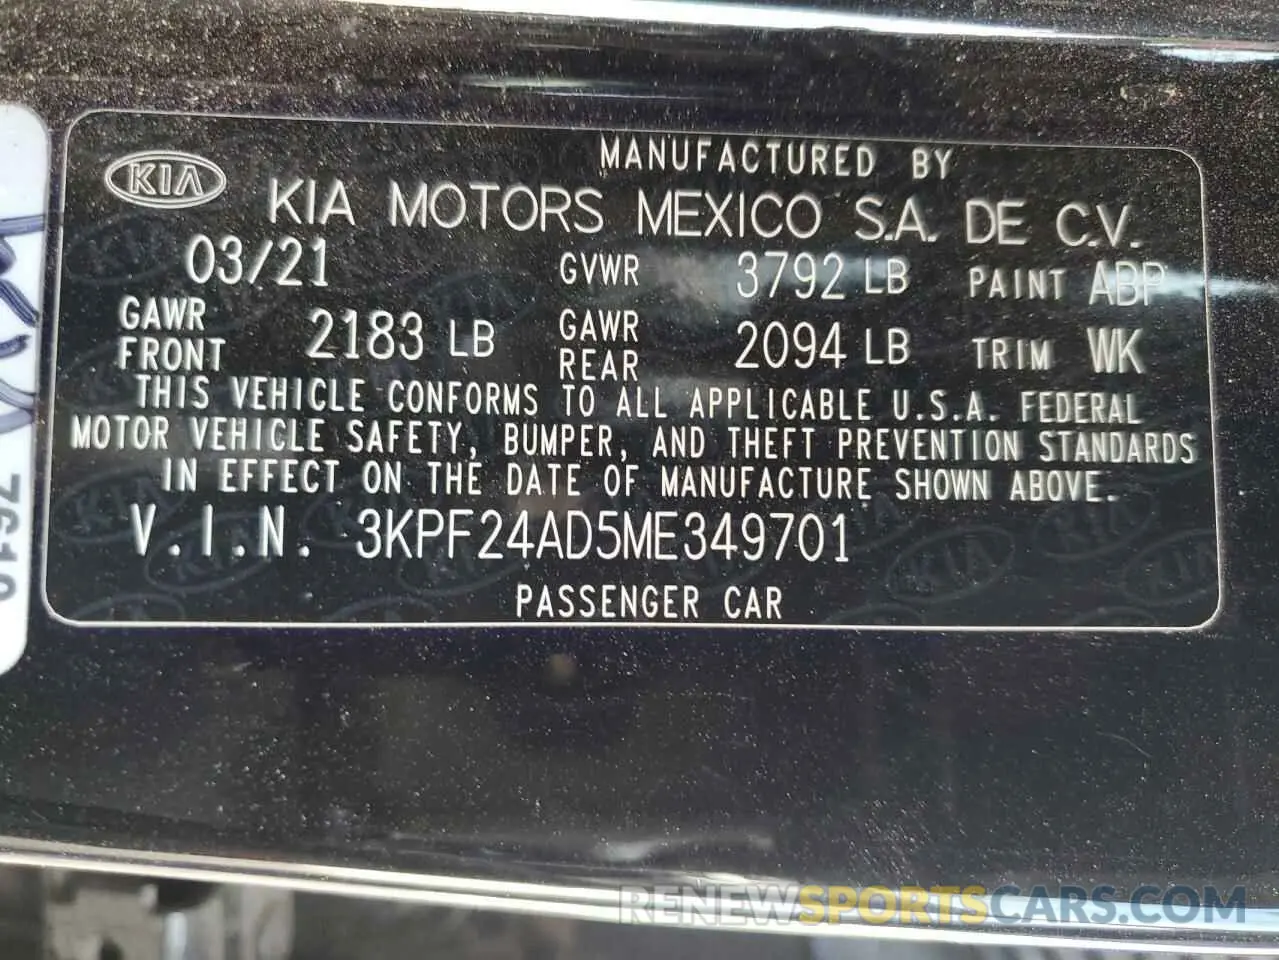 MANUFACTURED BY
KIA KIA MOTORS MEXICO S.A. DE C.V.
03/21 GVWR 3792 LB PAINT ABP
GAWR FRONT 2183 LB GAWR REAR 2094 LB TRIM WK
THIS VEHICLE CONFORMS TO ALL APPLICABLE U.S.A. FEDERAL
MOTOR VEHICLE SAFETY, BUMPER, AND THEFT PREVENTION STANDARDS
IN EFFECT ON THE DATE OF MANUFACTURE SHOWN ABOVE.
V.I.N. 3KPF24AD5ME349701
PASSENGER CAR
RENEWSPORTSCARS.COM